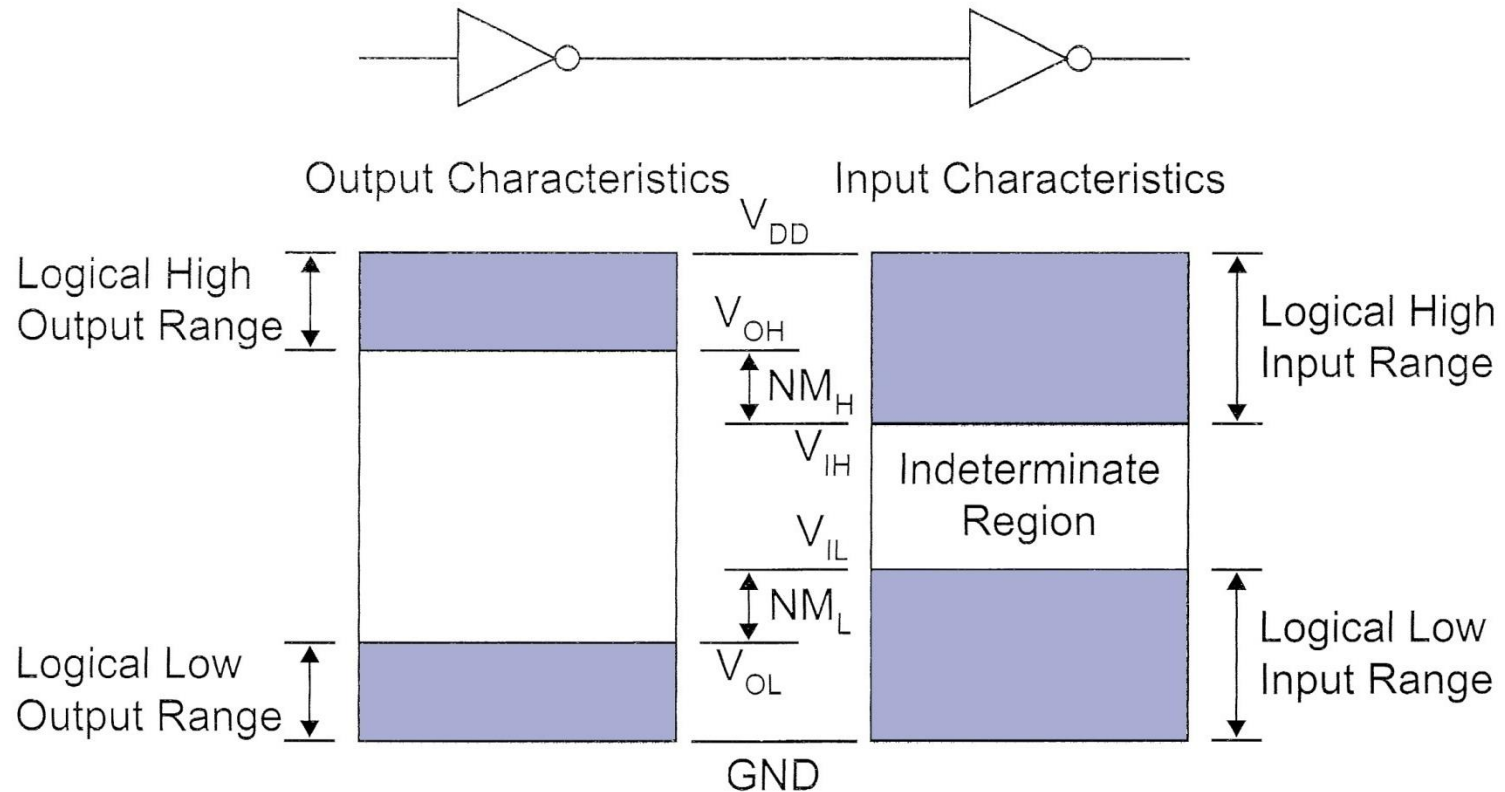 Output Characteristics
Input Characteristics
V_DD
Logical High
Output Range
V_OH
NM_H
V_IH
Logical High
Input Range
Indeterminate
Region
V_IL
NM_L
V_OL
Logical Low
Output Range
Logical Low
Input Range
GND